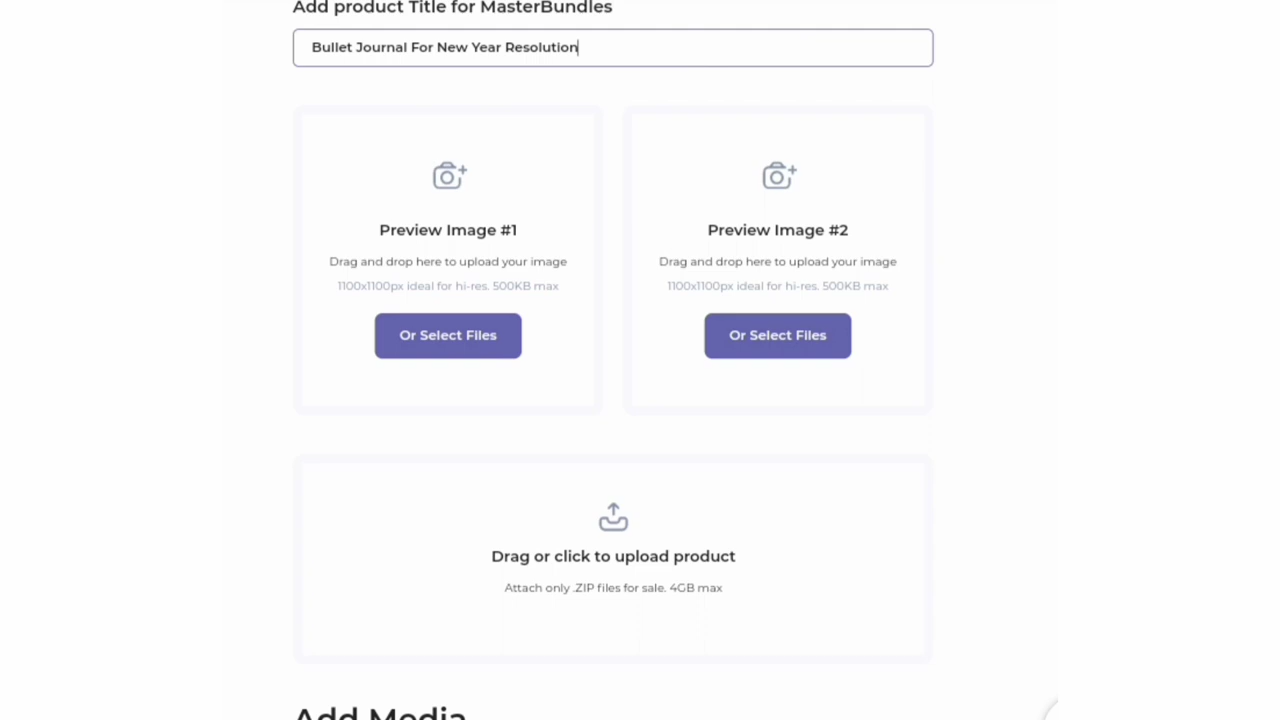 Add product Title for MasterBundles
Bullet Journal For New Year Resolution
Preview Image #1
Drag and drop here to upload your image
1100x1100px ideal for hi-res. 500KB max
Or Select Files
Preview Image #2
Drag and drop here to upload your image
1100x1100px ideal for hi-res. 500KB max
Or Select Files
Drag or click to upload product
Attach only .ZIP files for sale. 4GB max
Add Media